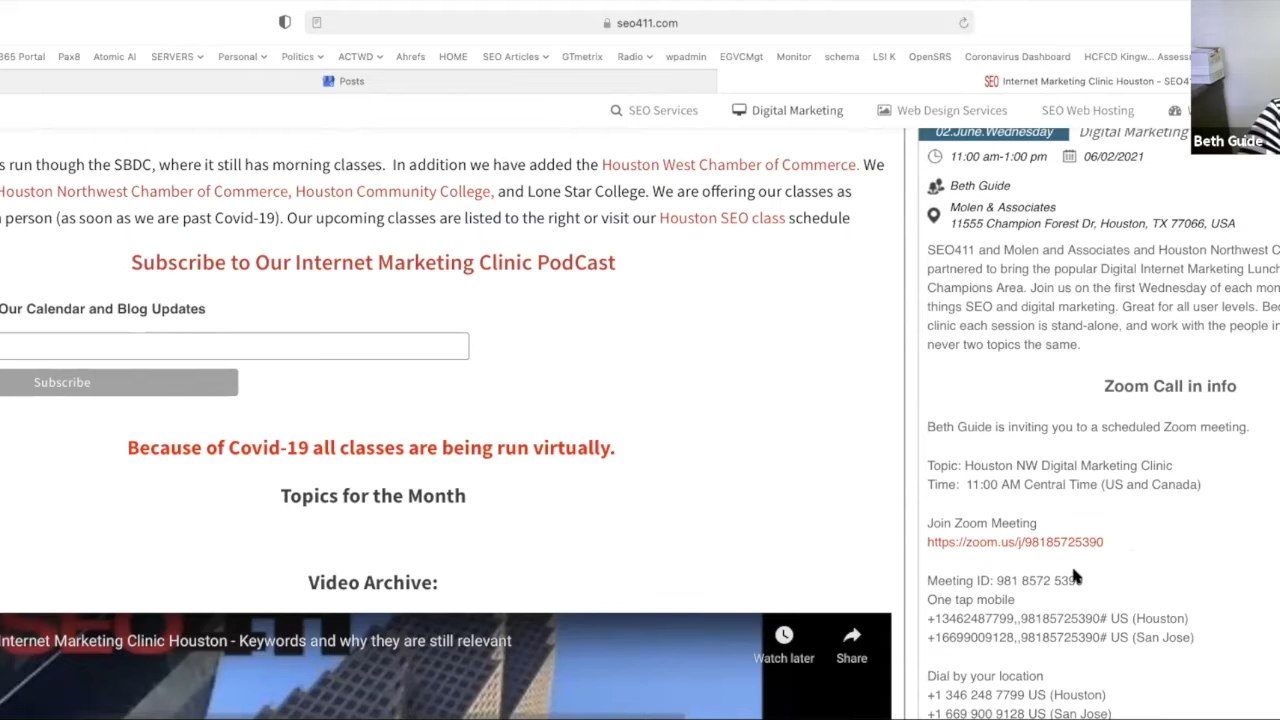 seo411.com
365 Portal Pax8 Atomic AI SERVERS Personal Politics ACTWD Ahrefs HOME SEO Articles GTmetrix Radio wpadmin EGVCMgt Monitor schema LSI K OpenSRS Coronavirus Dashboard HCFCD Kingw... Assess
Posts
SEO Internet Marketing Clinic Houston – SEO4
SEO Services Digital Marketing Web Design Services SEO Web Hosting
Beth Guide
s run though the SBDC, where it still has morning classes. In addition we have added the Houston West Chamber of Commerce. We
Houston Northwest Chamber of Commerce, Houston Community College, and Lone Star College. We are offering our classes as
person (as soon as we are past Covid-19). Our upcoming classes are listed to the right or visit our Houston SEO class schedule
Subscribe to Our Internet Marketing Clinic PodCast
Our Calendar and Blog Updates
Subscribe
Because of Covid-19 all classes are being run virtually.
Topics for the Month
Video Archive:
Internet Marketing Clinic Houston - Keywords and why they are still relevant
Watch later
Share
02.June.Wednesday Digital Marketing
11:00 am-1:00 pm 06/02/2021
Beth Guide
Molen & Associates
11555 Champion Forest Dr, Houston, TX 77066, USA
SEO411 and Molen and Associates and Houston Northwest C
partnered to bring the popular Digital Internet Marketing Lunch
Champions Area. Join us on the first Wednesday of each mon
things SEO and digital marketing. Great for all user levels. Bec
clinic each session is stand-alone, and work with the people in
never two topics the same.
Zoom Call in info
Beth Guide is inviting you to a scheduled Zoom meeting.
Topic: Houston NW Digital Marketing Clinic
Time: 11:00 AM Central Time (US and Canada)
Join Zoom Meeting
https://zoom.us/j/98185725390
Meeting ID: 981 8572 5390
One tap mobile
+13462487799,,98185725390# US (Houston)
+16699009128,,98185725390# US (San Jose)
Dial by your location
+1 346 248 7799 US (Houston)
+1 669 900 9128 US (San Jose)